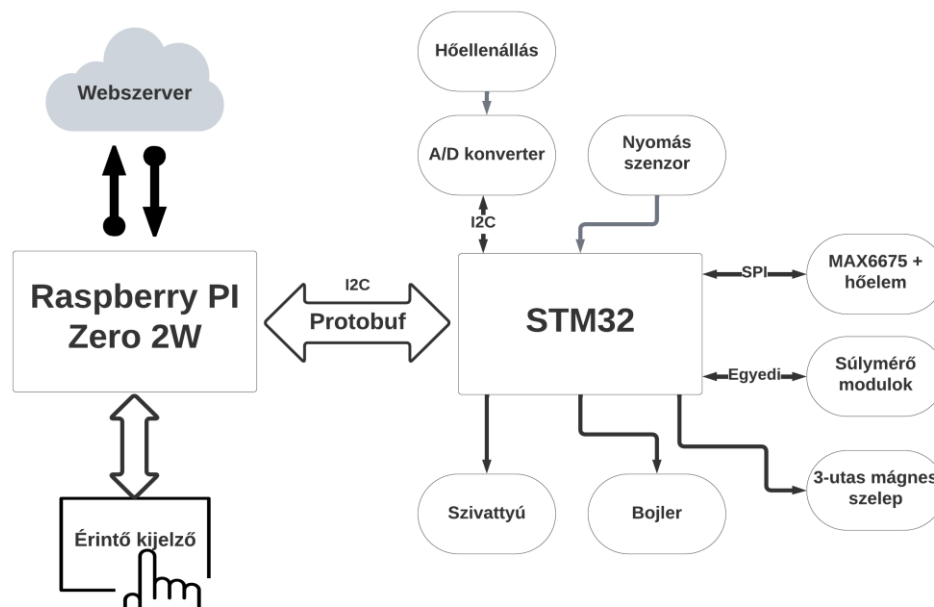 Hőellenállás
Webszerver
A/D konverter
Nyomás
szenzor
I2C
Raspberry PI
Zero 2W
I2C
Protobuf
STM32
SPI
MAX6675 +
hőelem
Egyedi
Súlymérő
modulok
3-utas mágnes
szelep
Szivattyú
Bojler
Érintő kijelző